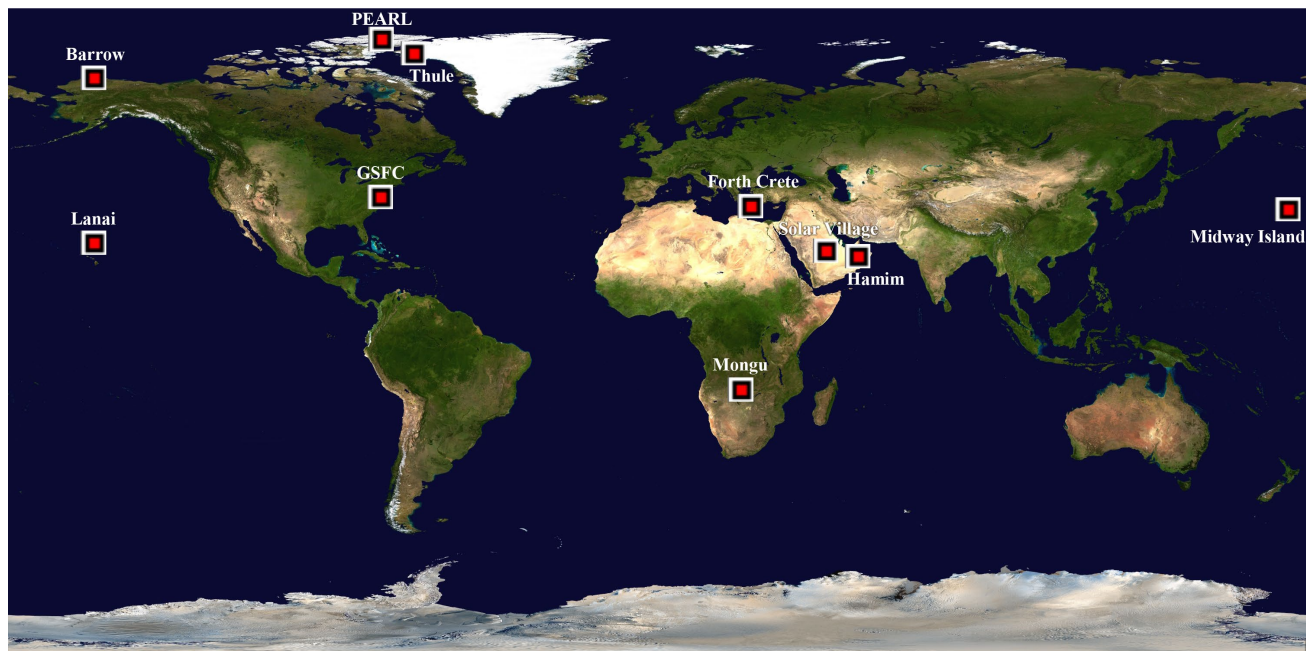 PEARL
Barrow
Thule
GSFC
Forth Crete
Lanai
Solar Village
Midway Island
Hamim
Mongu